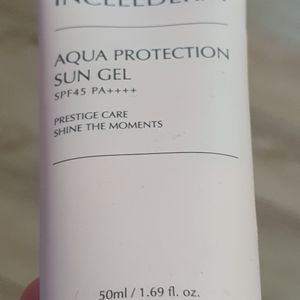 AQUA PROTECTION
SUN GEL
SPF45 PA++++
PRESTIGE CARE
SHINE THE MOMENTS
50ml / 1.69 fl. oz.